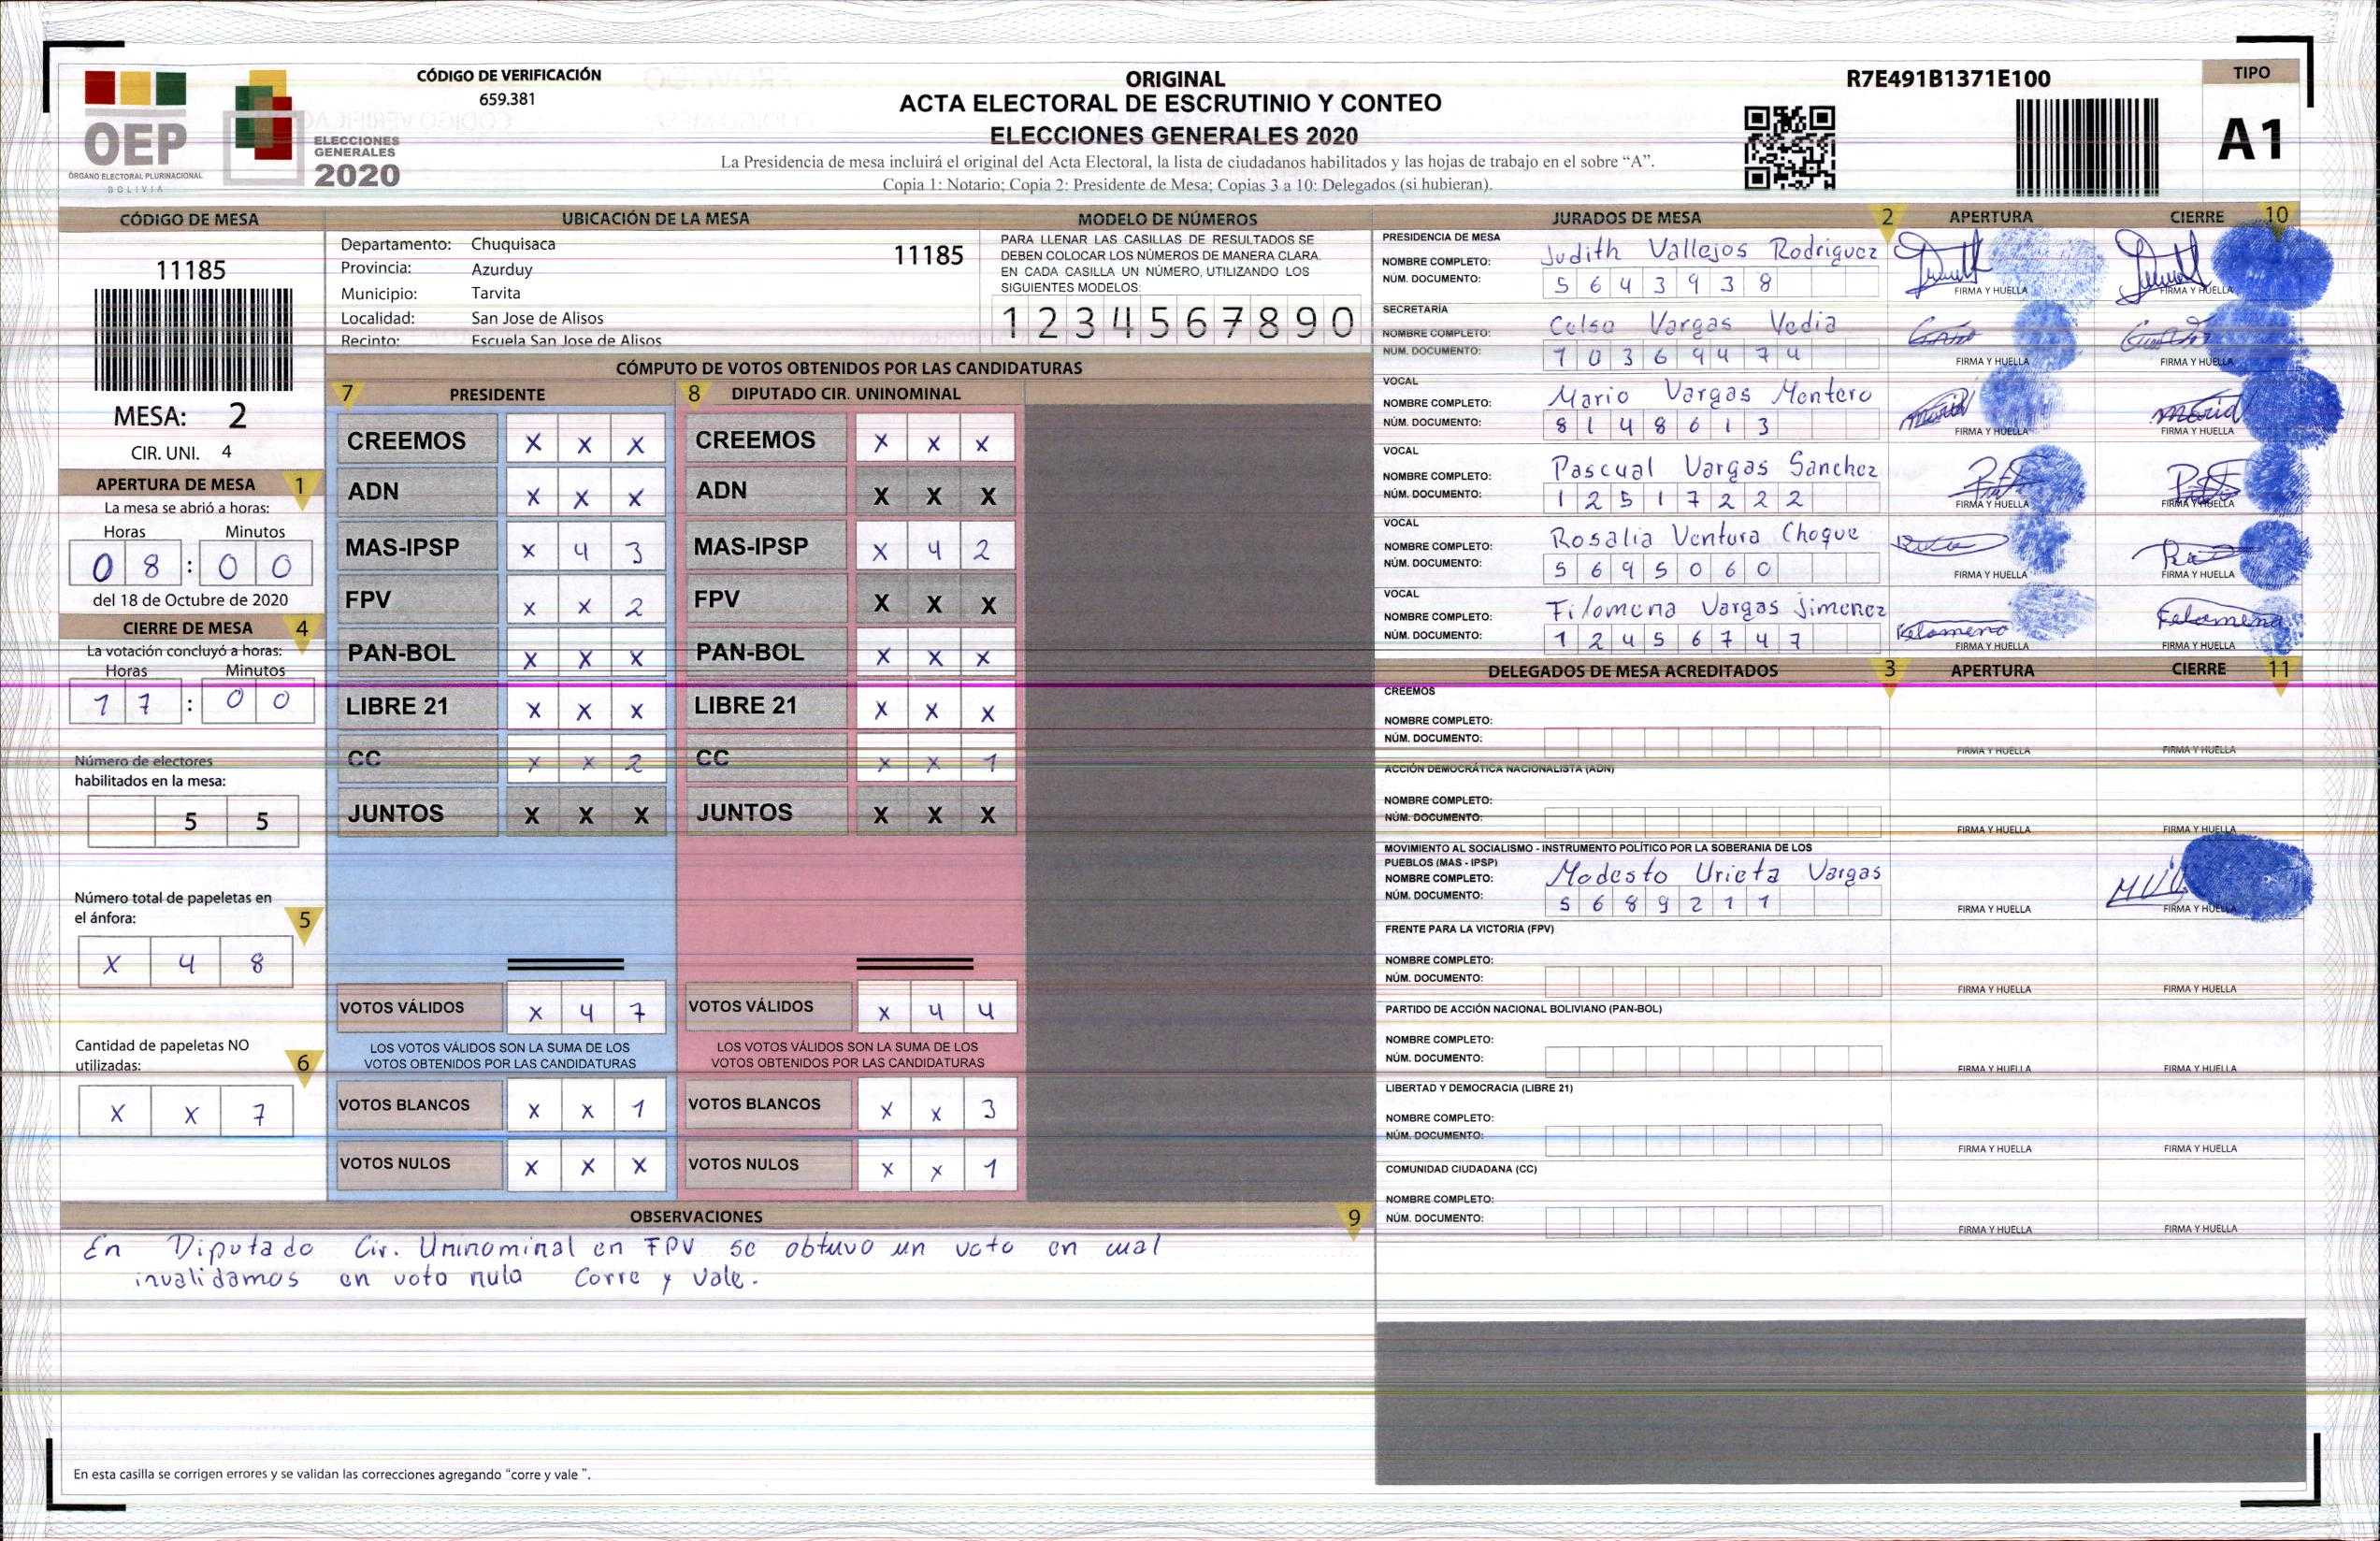 CÓDIGO DE VERIFICACIÓN
659.381
OEP
ÓRGANO ELECTORAL PLURINACIONAL
BOLIVIA
ELECCIONES
GENERALES
2020
ORIGINAL
ACTA ELECTORAL DE ESCRUTINIO Y CONTEO
ELECCIONES GENERALES 2020
La Presidencia de mesa incluirá el original del Acta Electoral, la lista de ciudadanos habilitados y las hojas de trabajo en el sobre “A”.
Copia 1: Notario; Copia 2: Presidente de Mesa; Copias 3 a 10: Delegados (si hubieran).
R7E491B1371E100
TIPO
A1
CÓDIGO DE MESA
11185
MESA: 2
CIR. UNI. 4
APERTURA DE MESA 1
La mesa se abrió a horas:
Horas Minutos
0 8 : 0 0
del 18 de Octubre de 2020
CIERRE DE MESA 4
La votación concluyó a horas:
Horas Minutos
1 7 : 0 0
Número de electores
habilitados en la mesa:
5 5
Número total de papeletas en
el ánfora: 5
X 4 8
Cantidad de papeletas NO
utilizadas: 6
X X 7
UBICACIÓN DE LA MESA
Departamento: Chuquisaca 11185
Provincia: Azurduy
Municipio: Tarvita
Localidad: San Jose de Alisos
Recinto: Escuela San Jose de Alisos
MODELO DE NÚMEROS
PARA LLENAR LAS CASILLAS DE RESULTADOS SE
DEBEN COLOCAR LOS NÚMEROS DE MANERA CLARA.
EN CADA CASILLA UN NÚMERO, UTILIZANDO LOS
SIGUIENTES MODELOS:
1 2 3 4 5 6 7 8 9 0
CÓMPUTO DE VOTOS OBTENIDOS POR LAS CANDIDATURAS
7 PRESIDENTE 8 DIPUTADO CIR. UNINOMINAL
CREEMOS X X X CREEMOS X X X
ADN X X X ADN X X X
MAS-IPSP X 4 3 MAS-IPSP X 4 2
FPV X X 2 FPV X X X
PAN-BOL X X X PAN-BOL X X X
LIBRE 21 X X X LIBRE 21 X X X
CC X X 2 CC X X 1
JUNTOS X X X JUNTOS X X X
VOTOS VÁLIDOS X 4 7 VOTOS VÁLIDOS X 4 4
LOS VOTOS VÁLIDOS SON LA SUMA DE LOS LOS VOTOS VÁLIDOS SON LA SUMA DE LOS
VOTOS OBTENIDOS POR LAS CANDIDATURAS VOTOS OBTENIDOS POR LAS CANDIDATURAS
VOTOS BLANCOS X X 1 VOTOS BLANCOS X X 3
VOTOS NULOS X X X VOTOS NULOS X X 1
OBSERVACIONES 9
En Diputado Cir. Uninominal en FPV se obtuvo un voto en cual
invalidamos en voto nulo Corre y Vale.
En esta casilla se corrigen errores y se validan las correcciones agregando “corre y vale ”.
JURADOS DE MESA 2 APERTURA CIERRE 10
PRESIDENCIA DE MESA
NOMBRE COMPLETO: Judith Vallejos Rodriguez
NÚM. DOCUMENTO: 5 6 4 3 9 3 8 FIRMA Y HUELLA FIRMA Y HUELLA
SECRETARÍA
NOMBRE COMPLETO: Celso Vargas Vedia
NUM. DOCUMENTO: 1 0 3 6 9 4 7 4 FIRMA Y HUELLA FIRMA Y HUELLA
VOCAL
NOMBRE COMPLETO: Mario Vargas Montero
NÚM. DOCUMENTO: 8 1 4 8 6 1 3 FIRMA Y HUELLA FIRMA Y HUELLA
VOCAL
NOMBRE COMPLETO: Pascual Vargas Sanchez
NÚM. DOCUMENTO: 1 2 5 1 7 2 2 2 FIRMA Y HUELLA FIRMA Y HUELLA
VOCAL
NOMBRE COMPLETO: Rosalia Ventura Choque
NÚM. DOCUMENTO: 5 6 9 5 0 6 0 FIRMA Y HUELLA FIRMA Y HUELLA
VOCAL
NOMBRE COMPLETO: Filomena Vargas Jimenez
NÚM. DOCUMENTO: 1 2 4 5 6 7 4 7 FIRMA Y HUELLA FIRMA Y HUELLA
DELEGADOS DE MESA ACREDITADOS 3 APERTURA CIERRE 11
CREEMOS
NOMBRE COMPLETO:
NÚM. DOCUMENTO: FIRMA Y HUELLA FIRMA Y HUELLA
ACCIÓN DEMOCRÁTICA NACIONALISTA (ADN)
NOMBRE COMPLETO:
NÚM. DOCUMENTO: FIRMA Y HUELLA FIRMA Y HUELLA
MOVIMIENTO AL SOCIALISMO - INSTRUMENTO POLÍTICO POR LA SOBERANIA DE LOS
PUEBLOS (MAS - IPSP)
NOMBRE COMPLETO: Modesto Urieta Vargas
NÚM. DOCUMENTO: 5 6 8 9 2 1 1 FIRMA Y HUELLA FIRMA Y HUELLA
FRENTE PARA LA VICTORIA (FPV)
NOMBRE COMPLETO:
NÚM. DOCUMENTO: FIRMA Y HUELLA FIRMA Y HUELLA
PARTIDO DE ACCIÓN NACIONAL BOLIVIANO (PAN-BOL)
NOMBRE COMPLETO:
NÚM. DOCUMENTO: FIRMA Y HUELLA FIRMA Y HUELLA
LIBERTAD Y DEMOCRACIA (LIBRE 21)
NOMBRE COMPLETO:
NÚM. DOCUMENTO: FIRMA Y HUELLA FIRMA Y HUELLA
COMUNIDAD CIUDADANA (CC)
NOMBRE COMPLETO:
NÚM. DOCUMENTO: FIRMA Y HUELLA FIRMA Y HUELLA